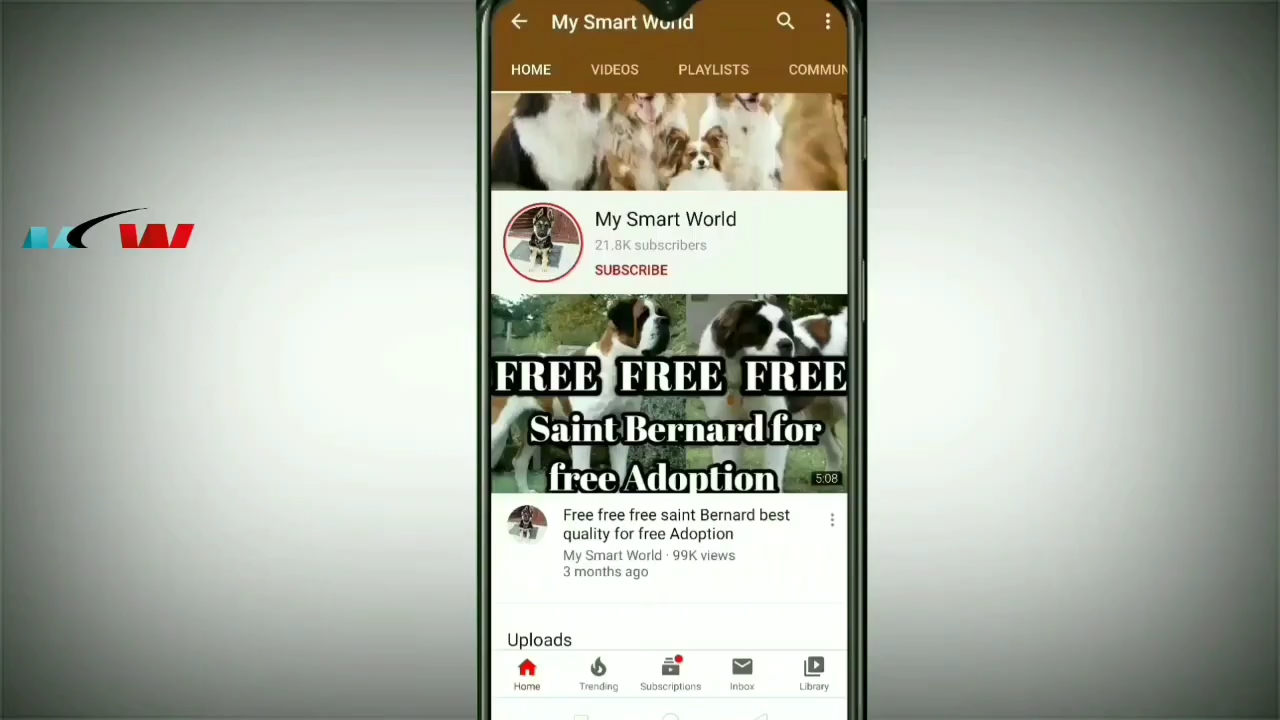 My Smart World
HOME VIDEOS PLAYLISTS COMMUN
My Smart World
21.8K subscribers
SUBSCRIBE
FREE FREE FREE
Saint Bernard for
free Adoption
5:08
Free free free saint Bernard best
quality for free Adoption
My Smart World · 99K views
3 months ago
Uploads
Home Trending Subscriptions Inbox Library